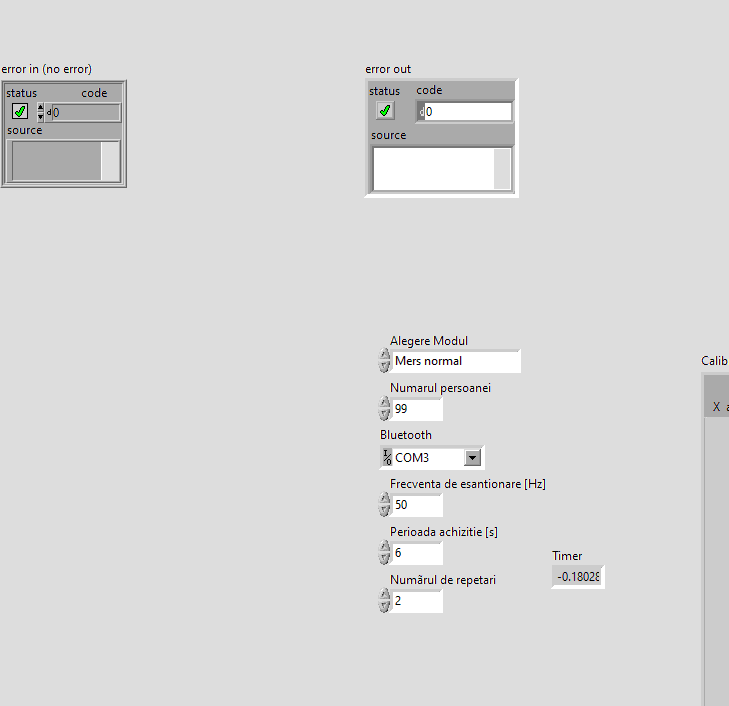 error in (no error)
status code
d 0
source
error out
status code
d 0
source
Alegere Modul
Mers normal
Numarul persoanei
99
Bluetooth
I/O COM3
Frecventa de esantionare [Hz]
50
Perioada achizitie [s]
6
Numârul de repetari
2
Timer
-0.18028
Calib
X a